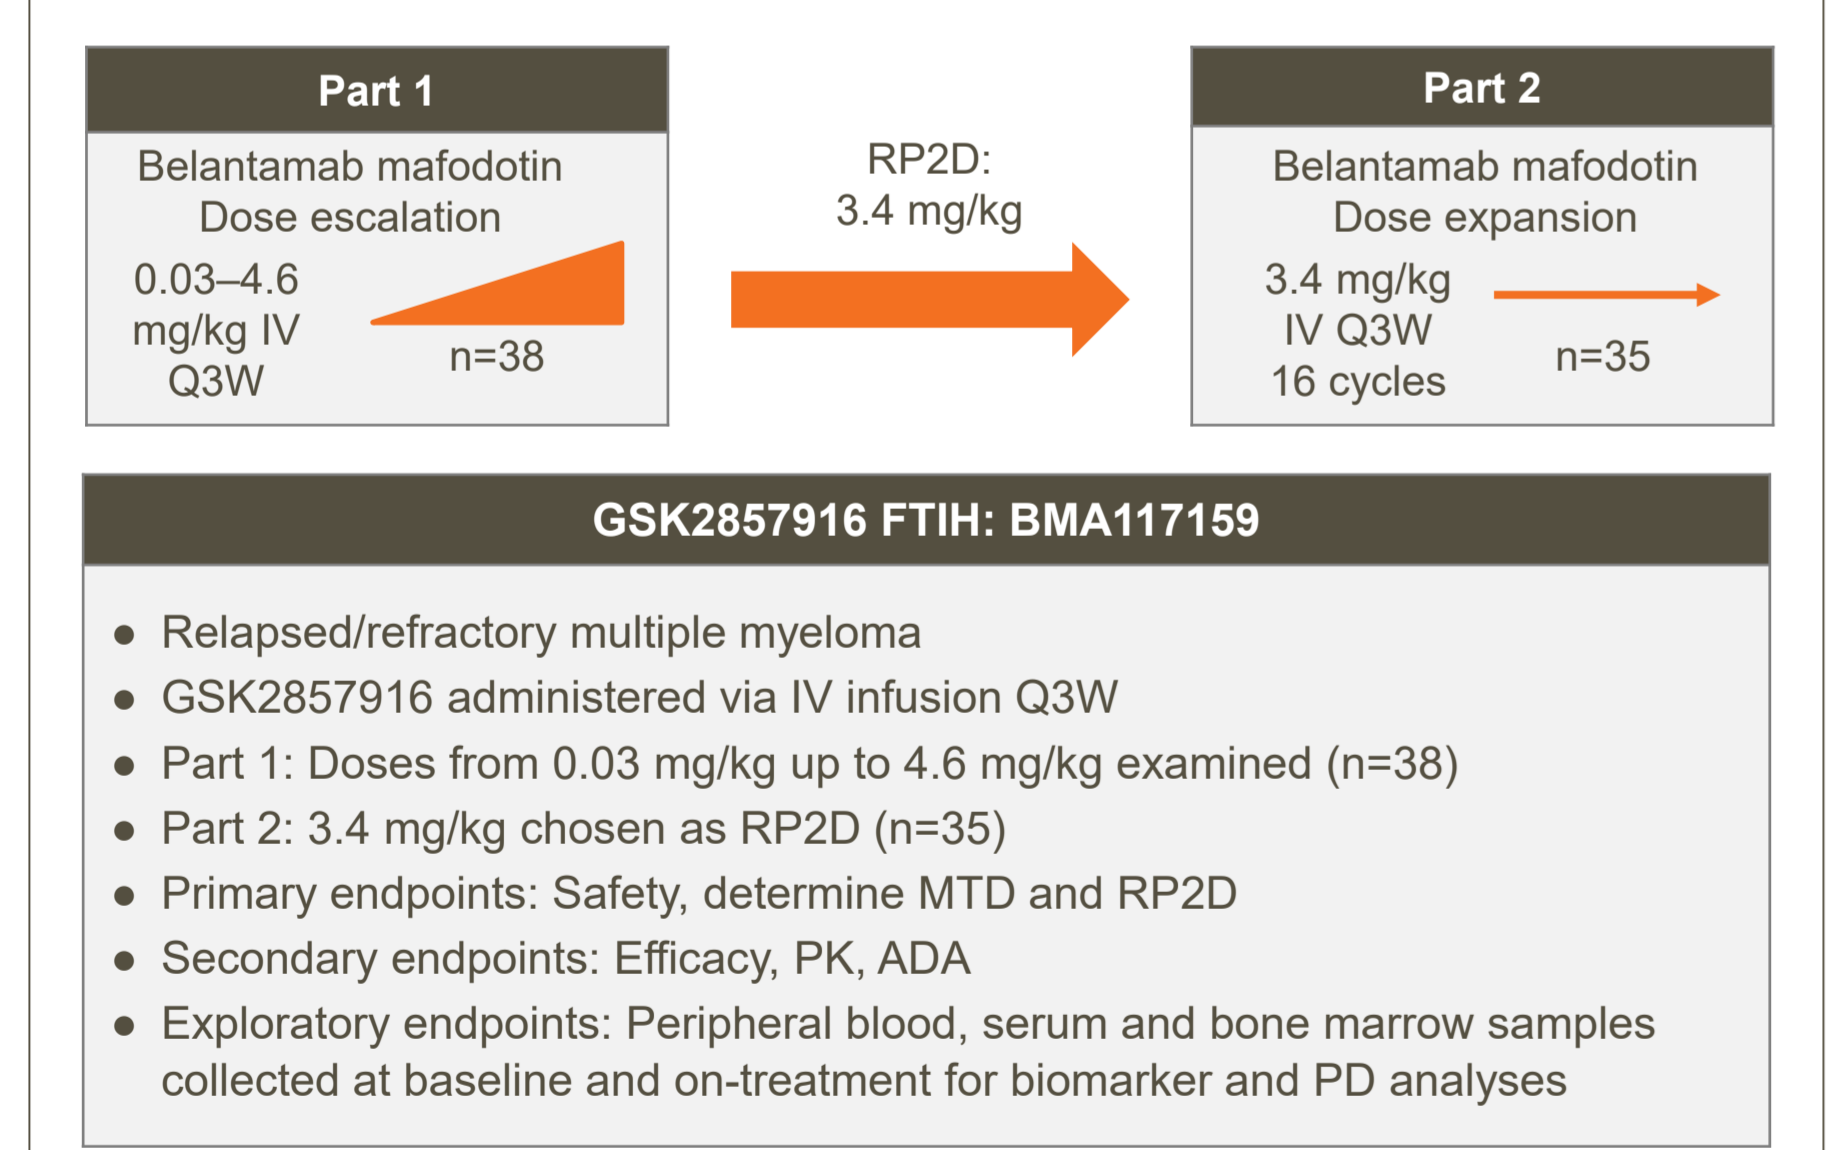 Part 1
Belantamab mafodotin
Dose escalation
0.03–4.6
mg/kg IV
Q3W
n=38
RP2D:
3.4 mg/kg
Part 2
Belantamab mafodotin
Dose expansion
3.4 mg/kg
IV Q3W
16 cycles
n=35
GSK2857916 FTIH: BMA117159
● Relapsed/refractory multiple myeloma
● GSK2857916 administered via IV infusion Q3W
● Part 1: Doses from 0.03 mg/kg up to 4.6 mg/kg examined (n=38)
● Part 2: 3.4 mg/kg chosen as RP2D (n=35)
● Primary endpoints: Safety, determine MTD and RP2D
● Secondary endpoints: Efficacy, PK, ADA
● Exploratory endpoints: Peripheral blood, serum and bone marrow samples
collected at baseline and on-treatment for biomarker and PD analyses